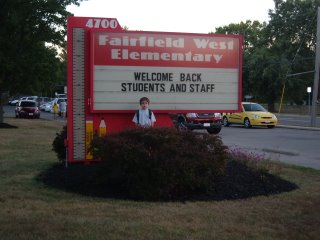 4700
Fairfield West
Elementary
WELCOME BACK
STUDENTS AND STAFF